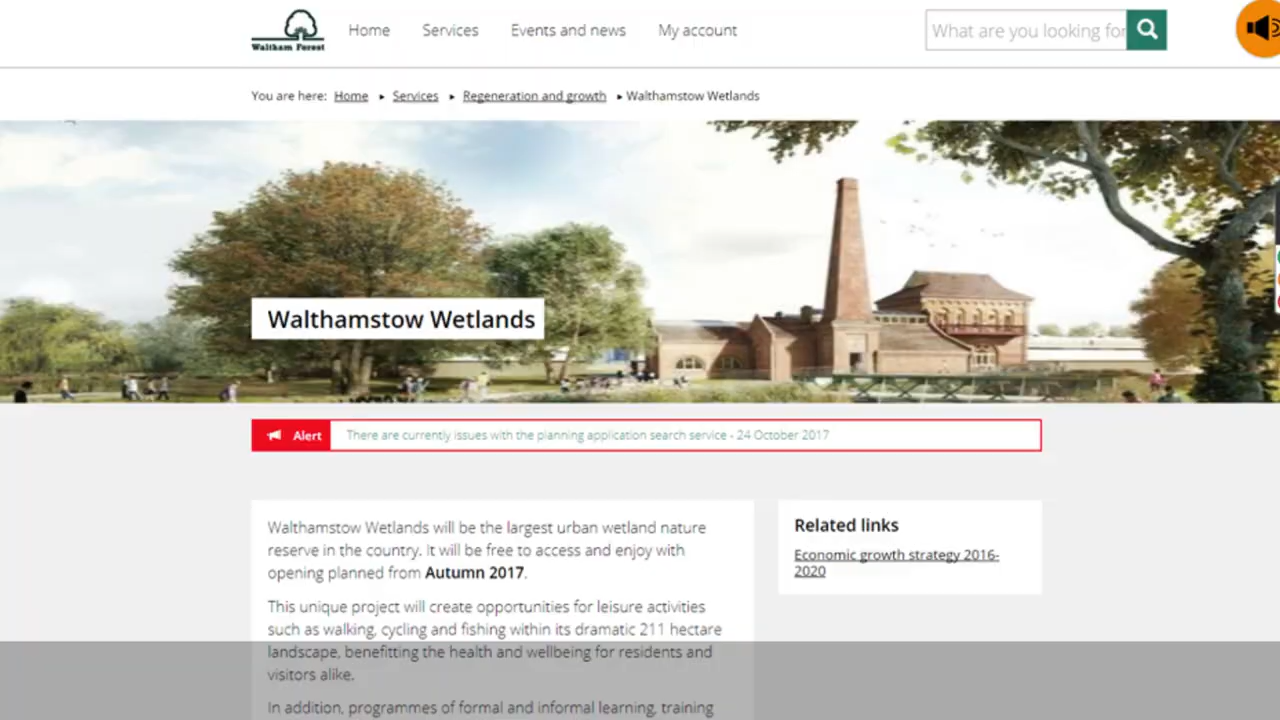 Waltham Forest
Home Services Events and news My account
What are you looking for
You are here: Home ▸ Services ▸ Regeneration and growth ▸ Walthamstow Wetlands
Walthamstow Wetlands
Alert There are currently issues with the planning application search service - 24 October 2017
Walthamstow Wetlands will be the largest urban wetland nature
reserve in the country. It will be free to access and enjoy with
opening planned from Autumn 2017.
This unique project will create opportunities for leisure activities
such as walking, cycling and fishing within its dramatic 211 hectare
landscape, benefitting the health and wellbeing for residents and
visitors alike.
In addition, programmes of formal and informal learning, training
Related links
Economic growth strategy 2016-
2020